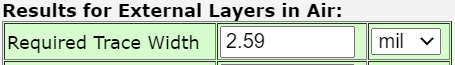 Results for External Layers in Air:
Required Trace Width 2.59 mil